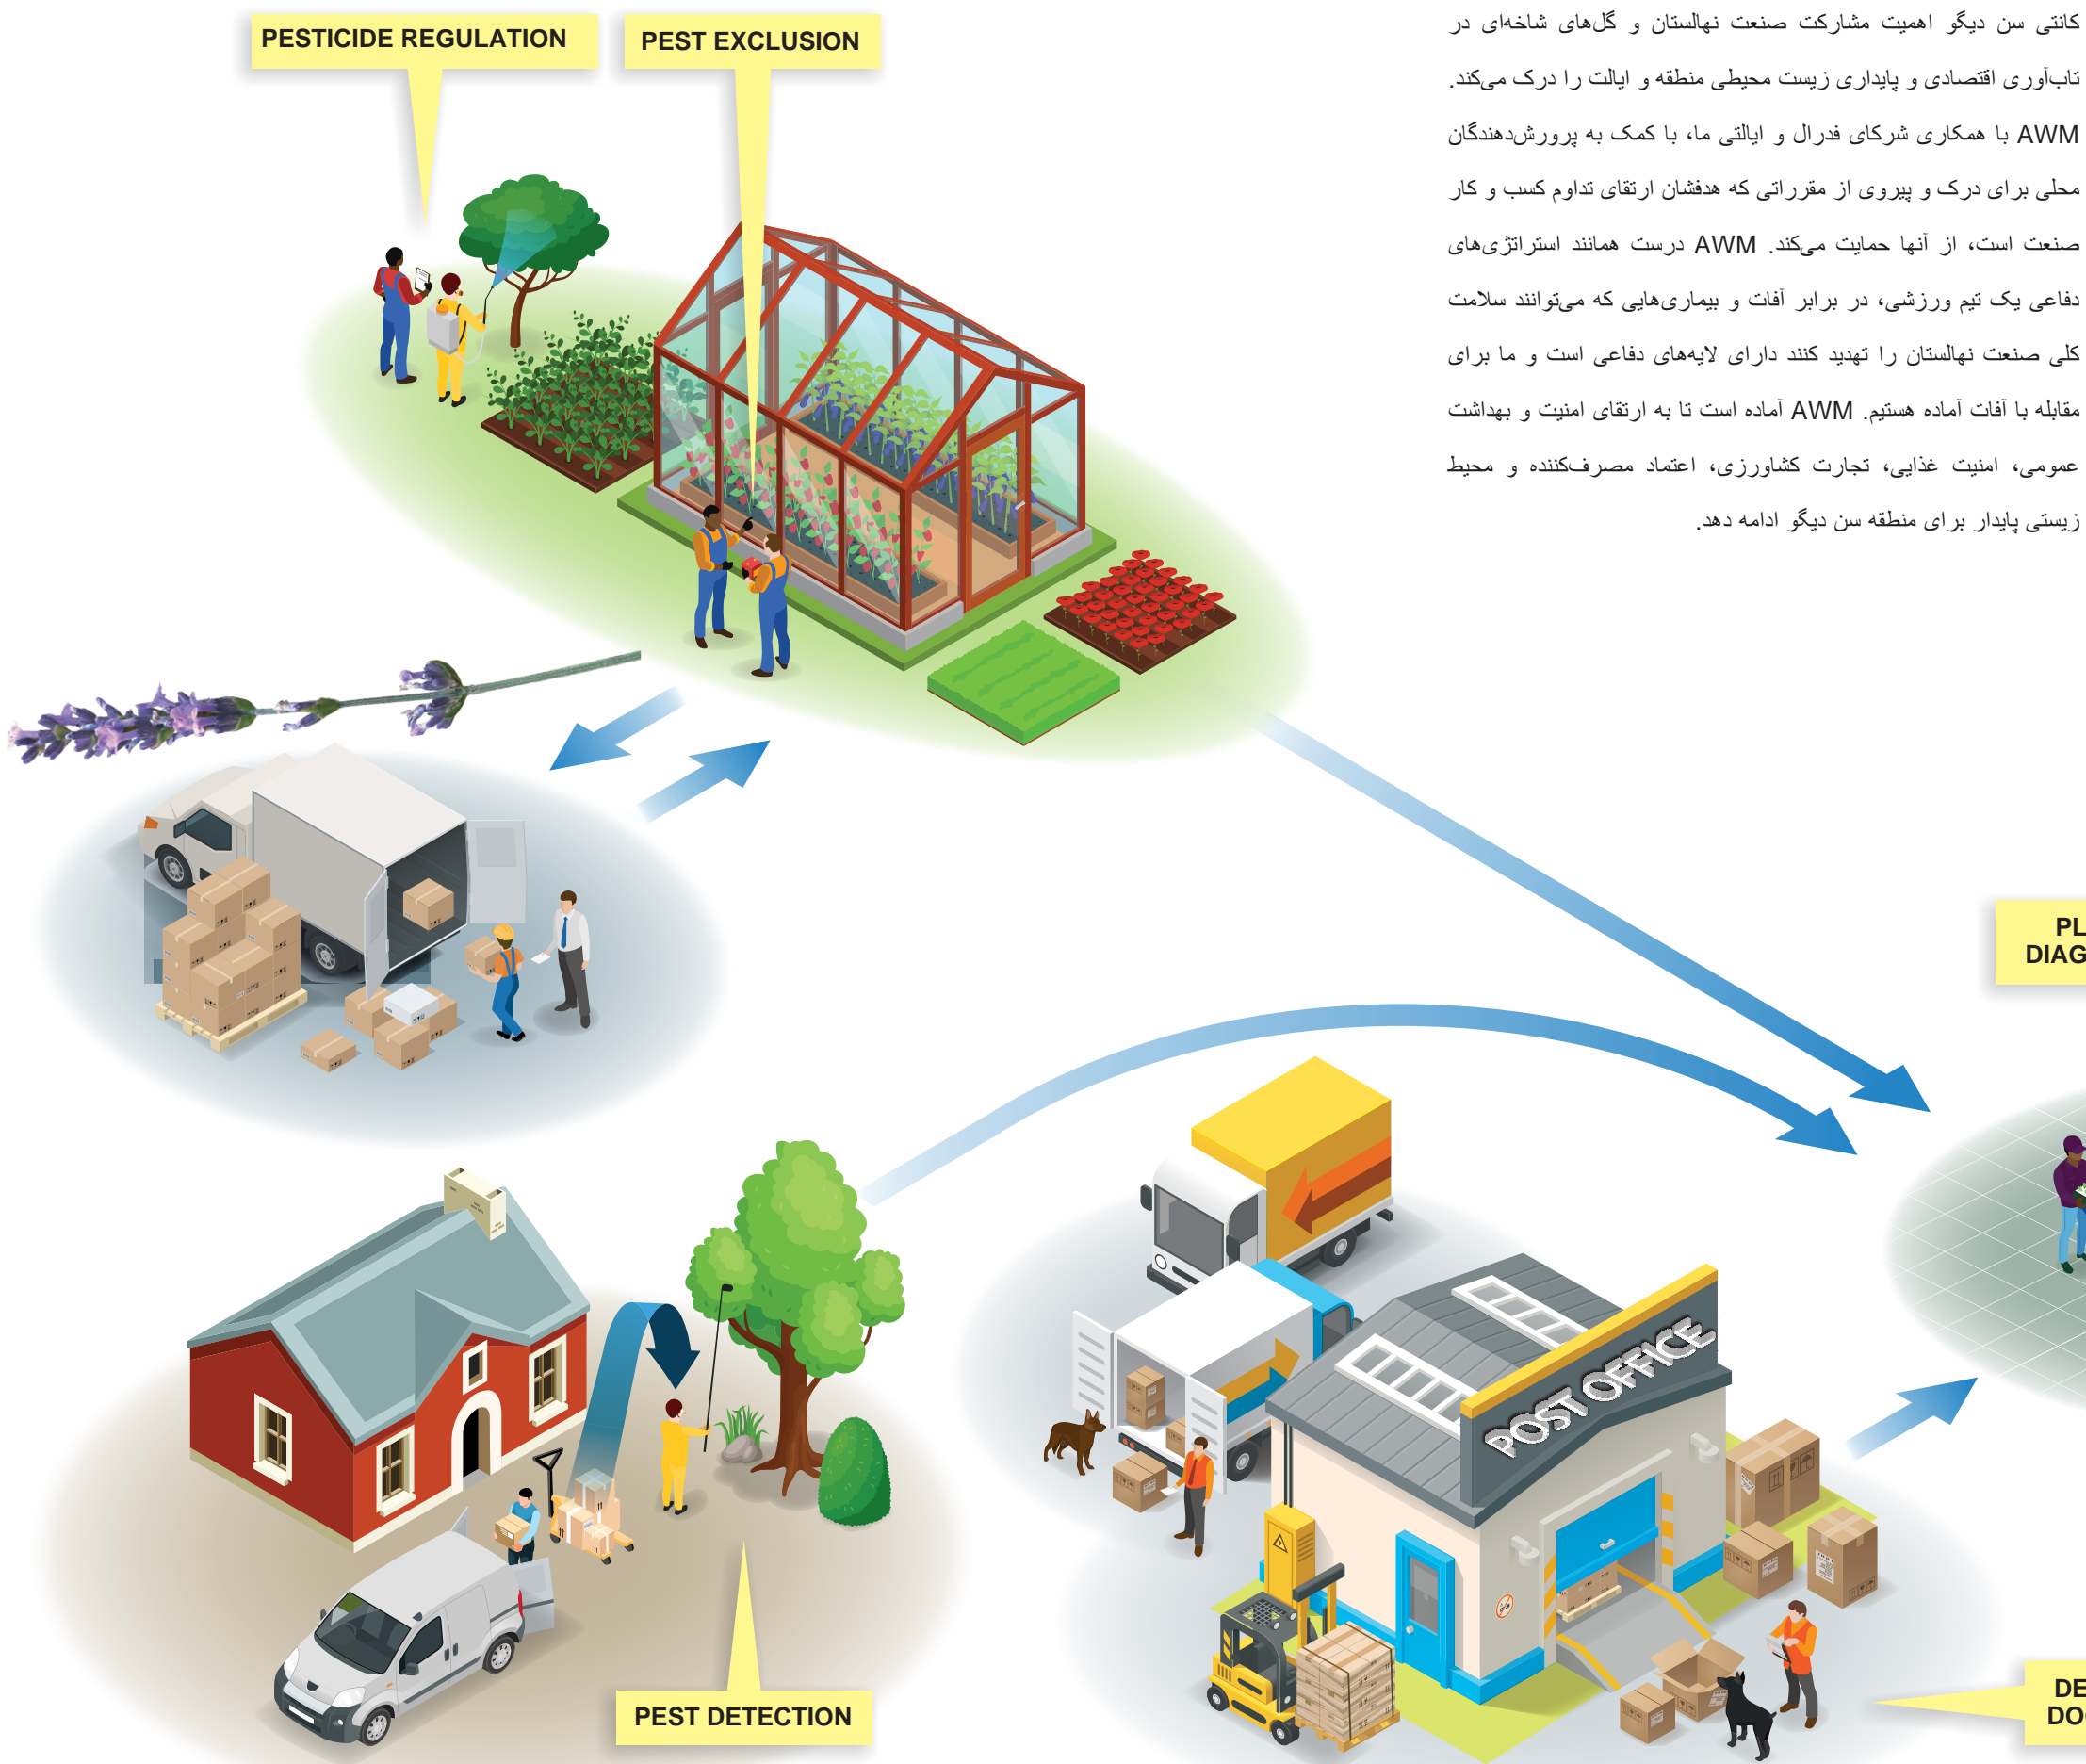 PESTICIDE REGULATION
PEST EXCLUSION
کانتی سن دیگو اهمیت مشارکت صنعت نهالستان و گل‌های شاخه‌ای در
تاب‌آوری اقتصادی و پایداری زیست محیطی منطقه و ایالت را درک می‌کند.
AWM با همکاری شرکای فدرال و ایالتی ما، با کمک به پرورش‌دهندگان
محلی برای درک و پیروی از مقرراتی که هدفشان ارتقای تداوم کسب و کار
صنعت است، از آنها حمایت می‌کند. AWM درست همانند استراتژی‌های
دفاعی یک تیم ورزشی، در برابر آفات و بیماری‌هایی که می‌توانند سلامت
کلی صنعت نهالستان را تهدید کنند دارای لایه‌های دفاعی است و ما برای
مقابله با آفات آماده هستیم. AWM آماده است تا به ارتقای امنیت و بهداشت
عمومی، امنیت غذایی، تجارت کشاورزی، اعتماد مصرف‌کننده و محیط
زیستی پایدار برای منطقه سن دیگو ادامه دهد.
PL
DIAG
POST OFFICE
PEST DETECTION
DE
DO